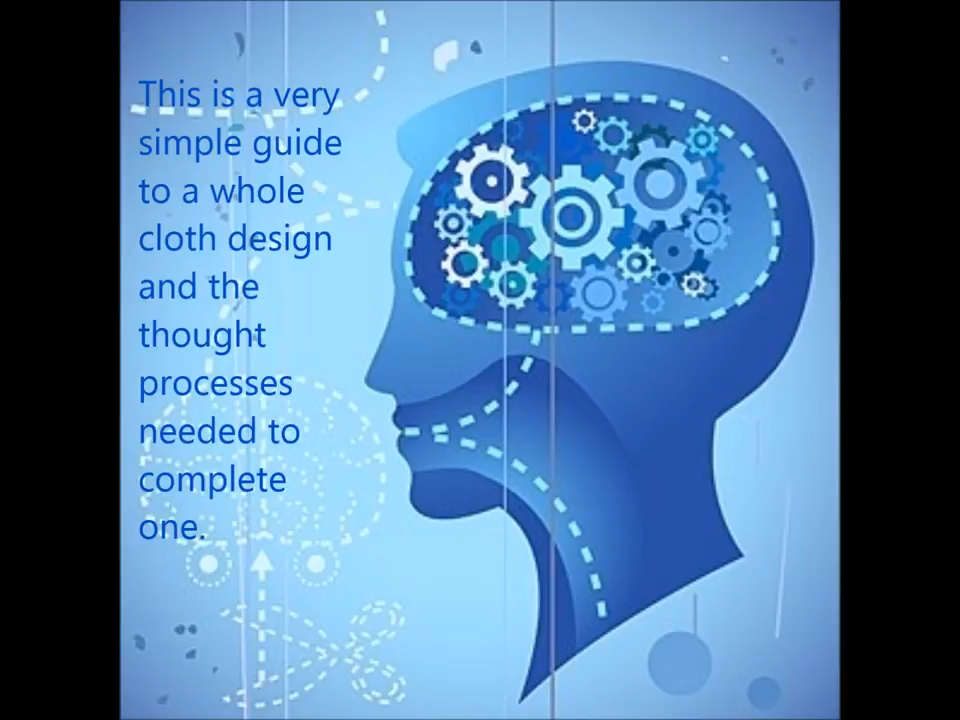 This is a very
simple guide
to a whole
cloth design
and the
thought
processes
needed to
complete
one.